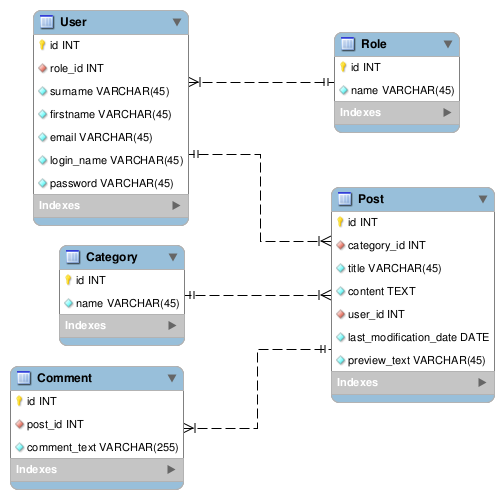 User
id INT
role_id INT
surname VARCHAR(45)
firstname VARCHAR(45)
email VARCHAR(45)
login_name VARCHAR(45)
password VARCHAR(45)
Indexes
Role
id INT
name VARCHAR(45)
Indexes
Category
id INT
name VARCHAR(45)
Indexes
Post
id INT
category_id INT
title VARCHAR(45)
content TEXT
user_id INT
last_modification_date DATE
preview_text VARCHAR(45)
Indexes
Comment
id INT
post_id INT
comment_text VARCHAR(255)
Indexes